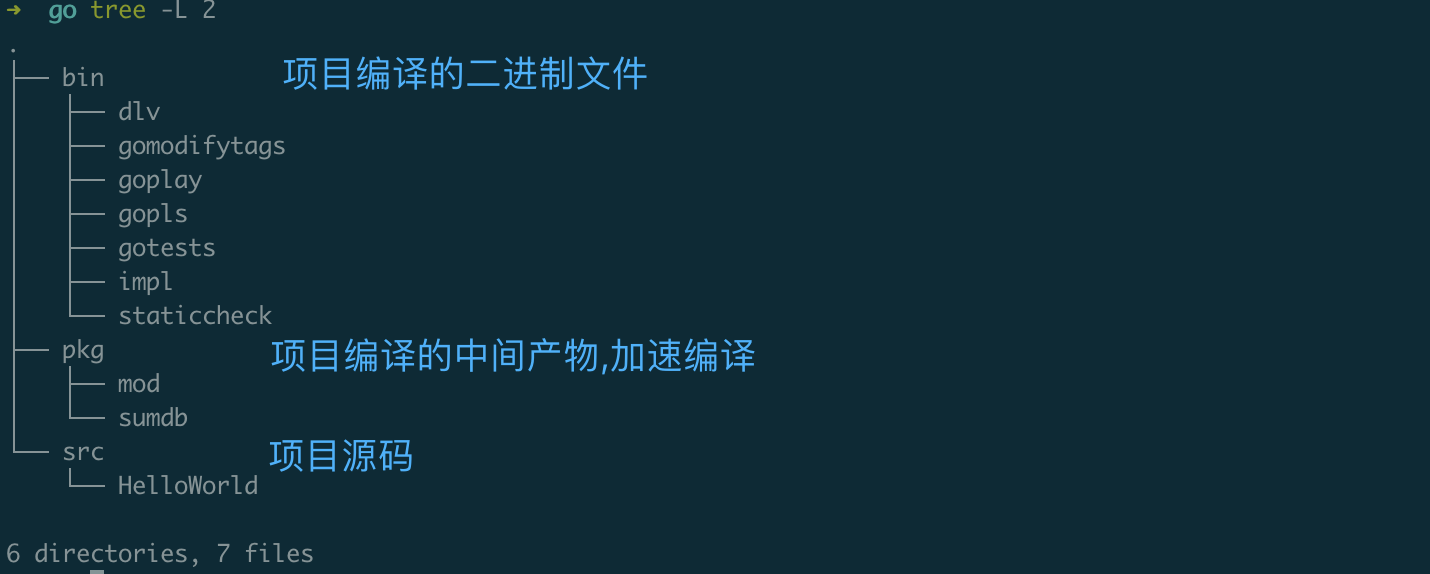 ➜  go tree -L 2
.
├── bin 项目编译的二进制文件
│   ├── dlv
│   ├── gomodifytags
│   ├── goplay
│   ├── gopls
│   ├── gotests
│   ├── impl
│   └── staticcheck
├── pkg 项目编译的中间产物,加速编译
│   ├── mod
│   └── sumdb
└── src 项目源码
    └── HelloWorld
6 directories, 7 files